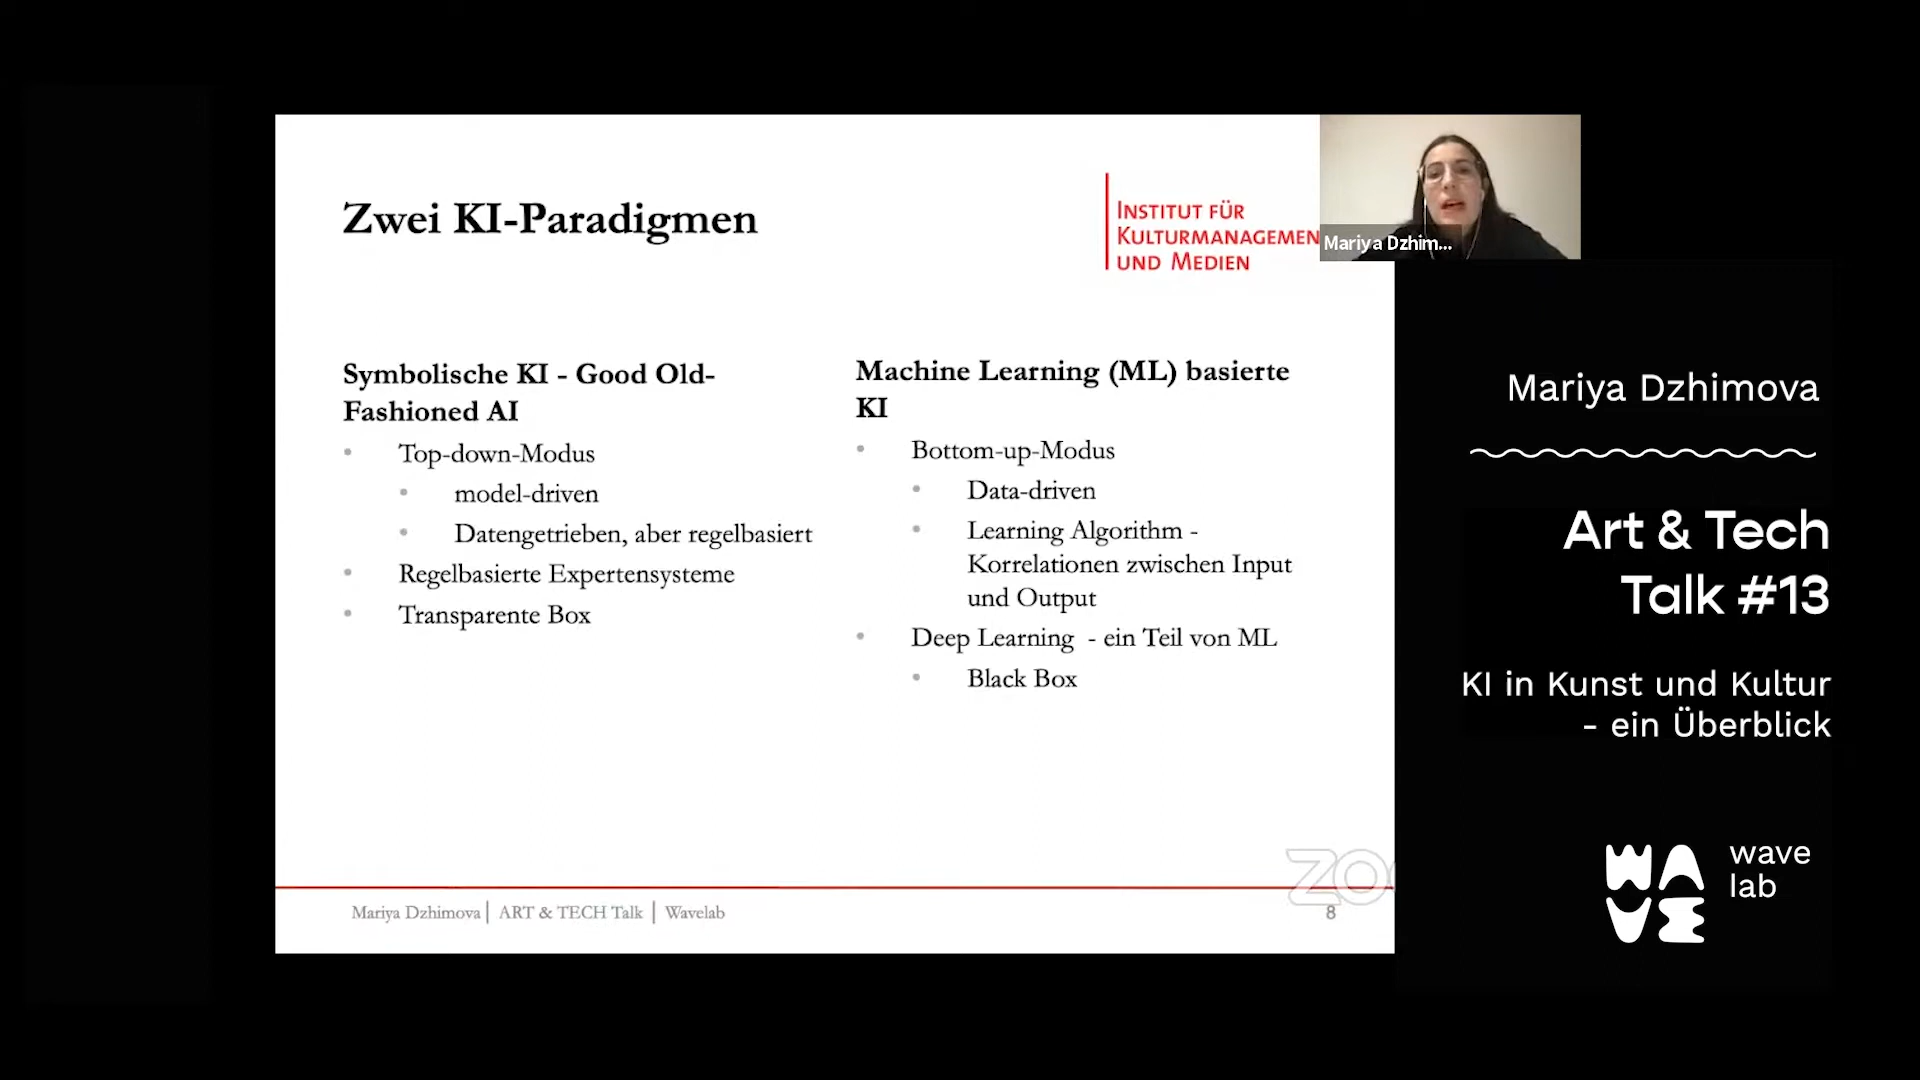 Zwei KI-Paradigmen
INSTITUT FÜR
KULTURMANAGEMEN
UND MEDIEN
Mariya Dzhim...
Symbolische KI - Good Old-
Fashioned AI
• Top-down-Modus
• model-driven
• Datengetrieben, aber regelbasiert
• Regelbasierte Expertensysteme
• Transparente Box
Machine Learning (ML) basierte
KI
• Bottom-up-Modus
• Data-driven
• Learning Algorithm -
Korrelationen zwischen Input
und Output
• Deep Learning - ein Teil von ML
• Black Box
Mariya Dzhimova | ART & TECH Talk | Wavelab
ZO
8
Mariya Dzhimova
Art & Tech
Talk #13
KI in Kunst und Kultur
- ein Überblick
WA
VE
wave
lab